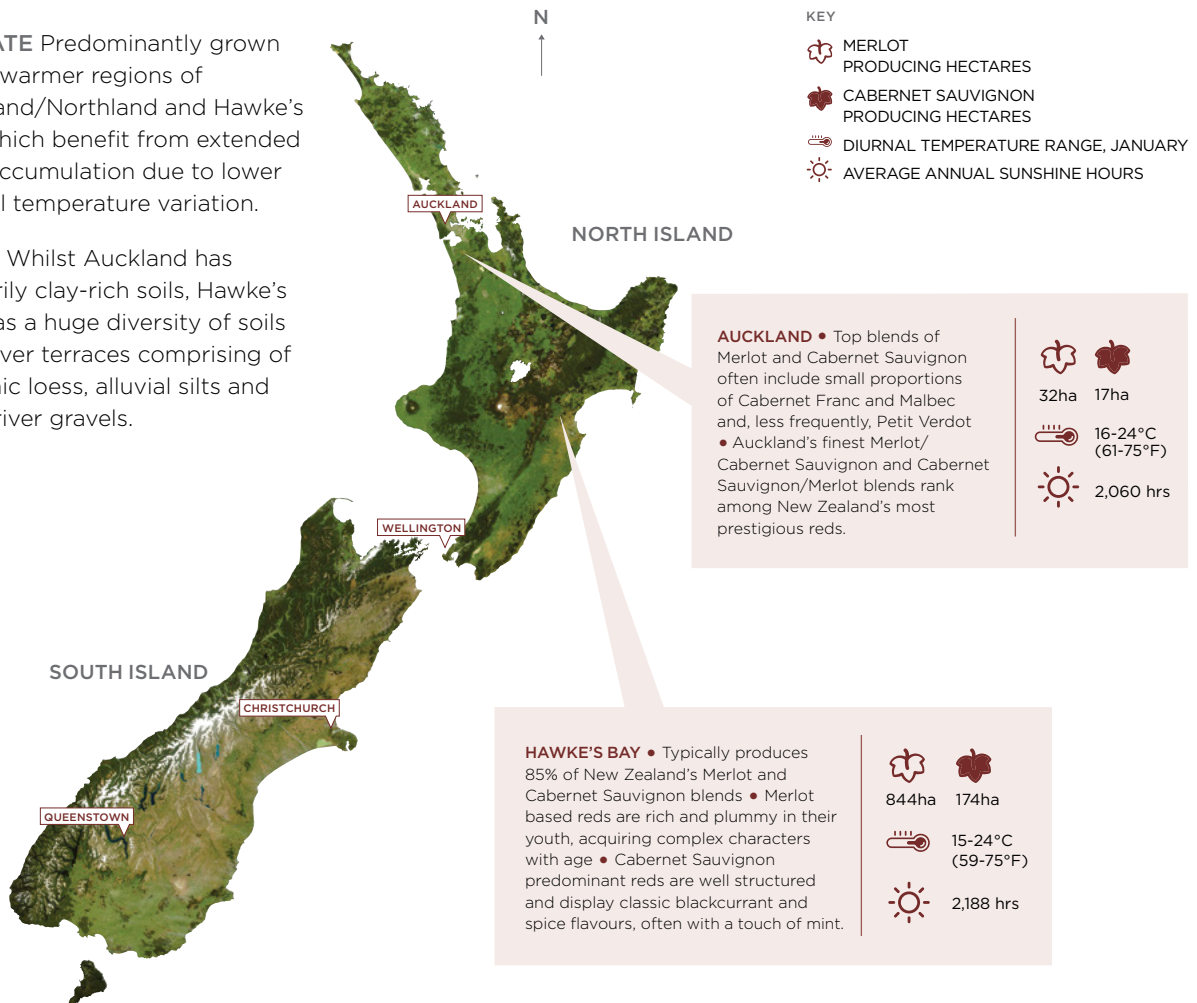 ATE Predominantly grown
warmer regions of
and/Northland and Hawke's
hich benefit from extended
ccumulation due to lower
l temperature variation.
Whilst Auckland has
rily clay-rich soils, Hawke's
as a huge diversity of soils
ver terraces comprising of
ic loess, alluvial silts and
river gravels.
N
KEY
MERLOT
PRODUCING HECTARES
CABERNET SAUVIGNON
PRODUCING HECTARES
DIURNAL TEMPERATURE RANGE, JANUARY
AVERAGE ANNUAL SUNSHINE HOURS
AUCKLAND
NORTH ISLAND
AUCKLAND • Top blends of
Merlot and Cabernet Sauvignon
often include small proportions
of Cabernet Franc and Malbec
and, less frequently, Petit Verdot
• Auckland's finest Merlot/
Cabernet Sauvignon and Cabernet
Sauvignon/Merlot blends rank
among New Zealand's most
prestigious reds.
32ha 17ha
16-24°C
(61-75°F)
2,060 hrs
WELLINGTON
SOUTH ISLAND
CHRISTCHURCH
QUEENSTOWN
HAWKE'S BAY • Typically produces
85% of New Zealand's Merlot and
Cabernet Sauvignon blends • Merlot
based reds are rich and plummy in their
youth, acquiring complex characters
with age • Cabernet Sauvignon
predominant reds are well structured
and display classic blackcurrant and
spice flavours, often with a touch of mint.
844ha 174ha
15-24°C
(59-75°F)
2,188 hrs